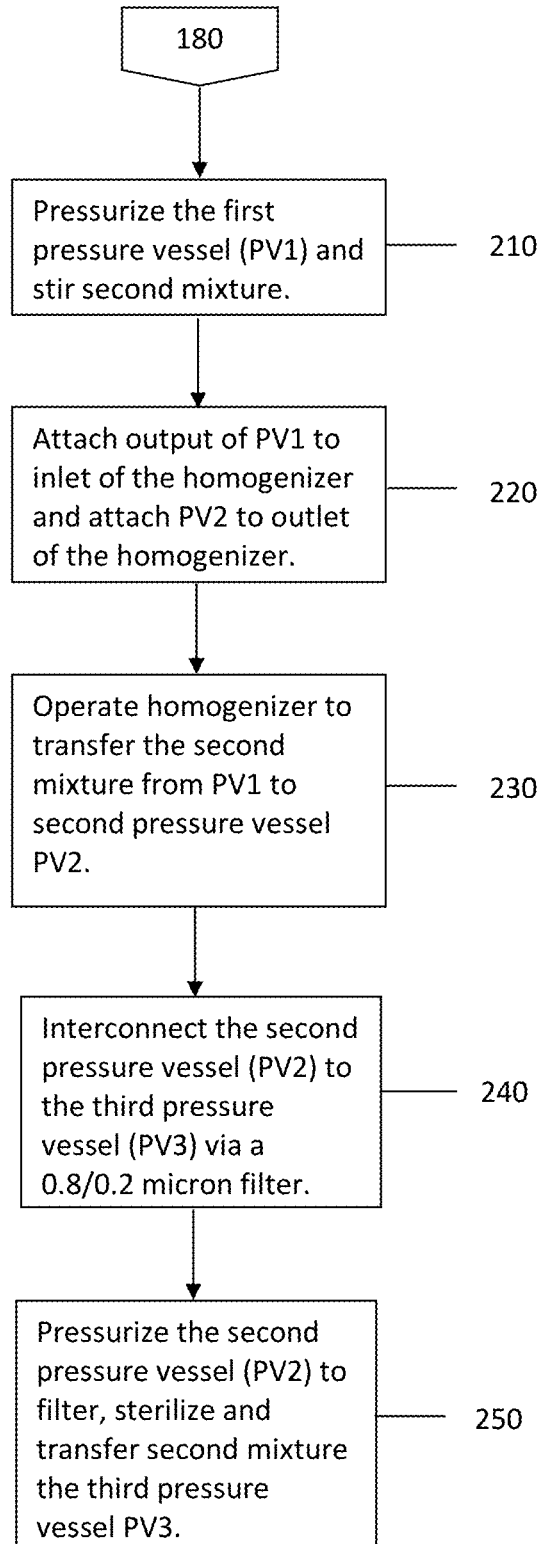 180
Pressurize the first
pressure vessel (PV1) and
stir second mixture.
210
Attach output of PV1 to
inlet of the homogenizer
and attach PV2 to outlet
of the homogenizer.
220
Operate homogenizer to
transfer the second
mixture from PV1 to
second pressure vessel
PV2.
230
Interconnect the second
pressure vessel (PV2) to
the third pressure
vessel (PV3) via a
0.8/0.2 micron filter.
240
Pressurize the second
pressure vessel (PV2) to
filter, sterilize and
transfer second mixture
the third pressure
vessel PV3.
250